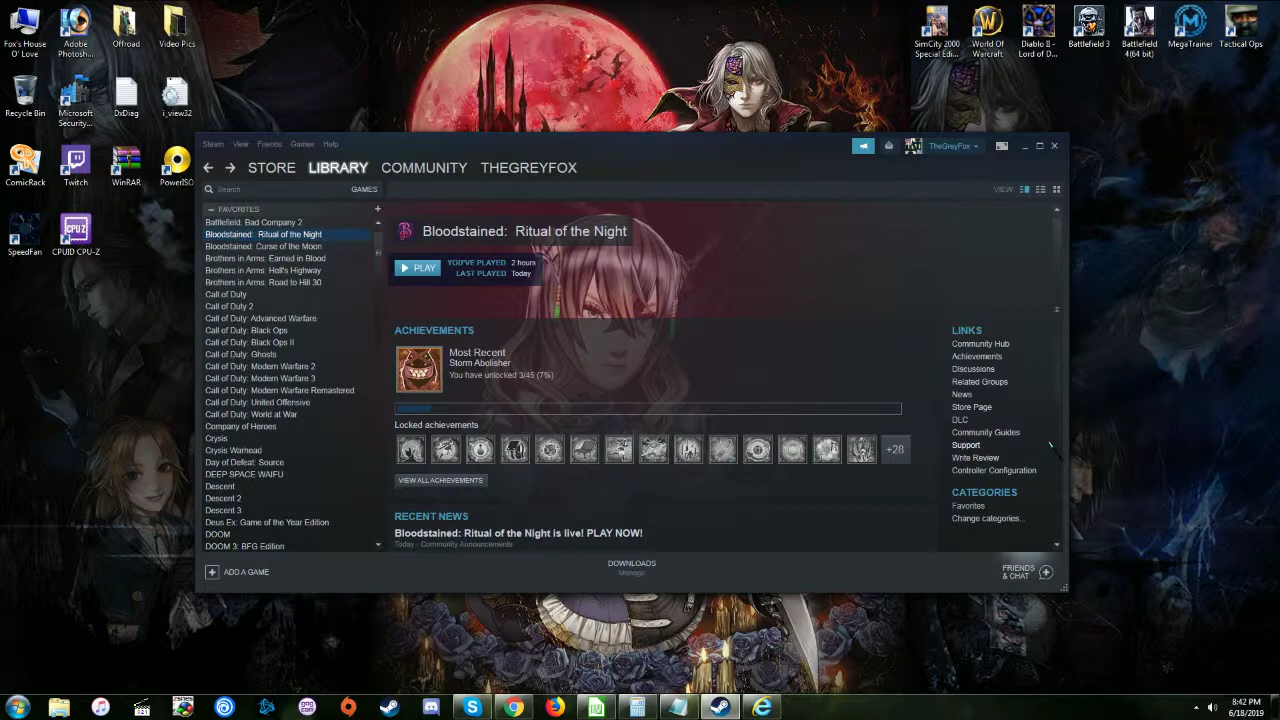 Fox's House
O' Love
Adobe
Photosh...
Offroad
Video Pics
SimCity 2000
Special Edi...
World Of
Warcraft
Diablo II -
Lord of D...
Battlefield 3
Battlefield
4(64 bit)
MegaTrainer
Tactical Ops
Recycle Bin
Microsoft
Security...
DxDiag
i_view32
ComicRack
Twitch
WinRAR
PowerISO
SpeedFan
CPU-Z
CPUID CPU-Z
Steam View Friends Games Help
TheGreyFox
STORE LIBRARY COMMUNITY THEGREYFOX
Search
GAMES
VIEW
FAVORITES
Battlefield: Bad Company 2
Bloodstained: Ritual of the Night
Bloodstained: Curse of the Moon
Brothers in Arms: Earned in Blood
Brothers in Arms: Hell's Highway
Brothers in Arms: Road to Hill 30
Call of Duty
Call of Duty 2
Call of Duty: Advanced Warfare
Call of Duty: Black Ops
Call of Duty: Black Ops II
Call of Duty: Ghosts
Call of Duty: Modern Warfare 2
Call of Duty: Modern Warfare 3
Call of Duty: Modern Warfare Remastered
Call of Duty: United Offensive
Call of Duty: World at War
Company of Heroes
Crysis
Crysis Warhead
Day of Defeat: Source
DEEP SPACE WAIFU
Descent
Descent 2
Descent 3
Deus Ex: Game of the Year Edition
DOOM
DOOM 3: BFG Edition
Bloodstained: Ritual of the Night
PLAY
YOU'VE PLAYED 2 hours
LAST PLAYED Today
ACHIEVEMENTS
Most Recent
Storm Abolisher
You have unlocked 3/45 (7%)
Locked achievements
+28
VIEW ALL ACHIEVEMENTS
RECENT NEWS
Bloodstained: Ritual of the Night is live! PLAY NOW!
Today - Community Announcements
LINKS
Community Hub
Achievements
Discussions
Related Groups
News
Store Page
DLC
Community Guides
Support
Write Review
Controller Configuration
CATEGORIES
Favorites
Change categories...
ADD A GAME
DOWNLOADS
Manage
FRIENDS
& CHAT
8:42 PM
6/18/2019